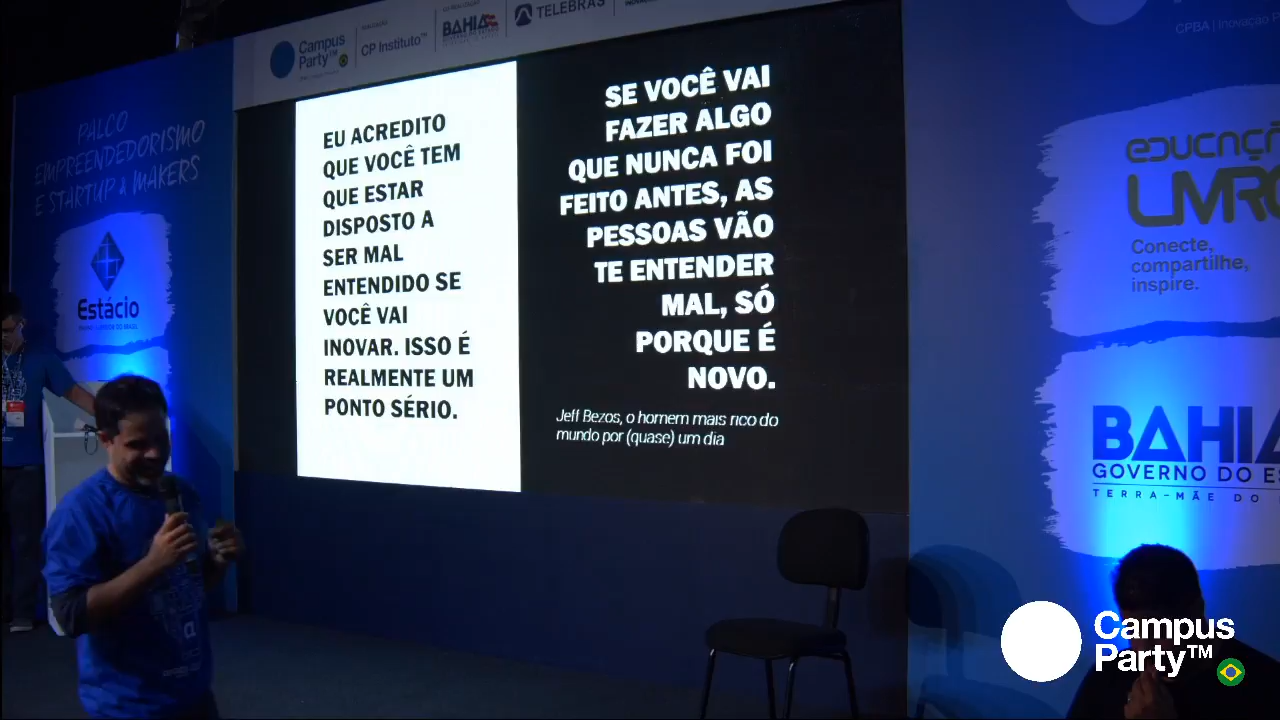 PALCO
EMPREENDEDORISMO
E STARTUP & MAKERS
Estácio
Campus
Party™
CP Instituto™
BAHIA
TELEBRAS
EU ACREDITO
QUE VOCÊ TEM
QUE ESTAR
DISPOSTO A
SER MAL
ENTENDIDO SE
VOCÊ VAI
INOVAR. ISSO É
REALMENTE UM
PONTO SÉRIO.
SE VOCÊ VAI
FAZER ALGO
QUE NUNCA FOI
FEITO ANTES, AS
PESSOAS VÃO
TE ENTENDER
MAL, SÓ
PORQUE É
NOVO.
Jeff Bezos, o homem mais rico do
mundo por (quase) um dia
CPBA | Inovação
Conecte,
compartilhe,
inspire.
BAHIA
GOVERNO DO
TERRA-MÃE DO
Campus
Party™